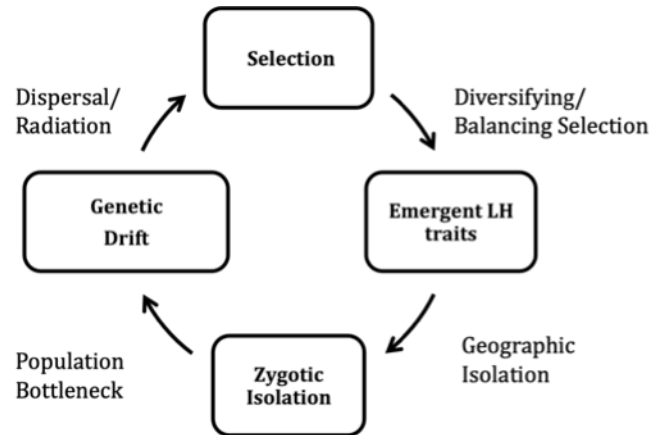 Selection
Dispersal/
Radiation
Diversifying/
Balancing Selection
Genetic
Drift
Emergent LH
traits
Population
Bottleneck
Zygotic
Isolation
Geographic
Isolation